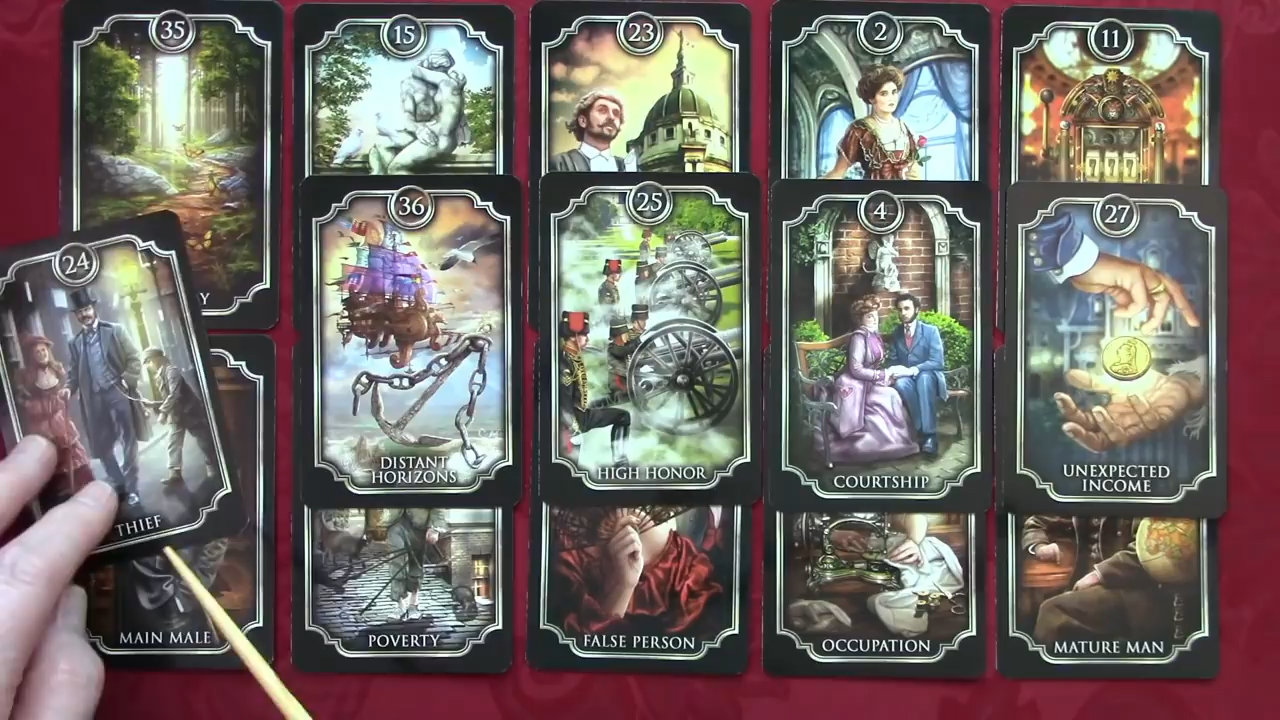 35
15
23
2
11
777
Y
24
THIEF
36
DISTANT
HORIZONS
25
HIGH HONOR
4
COURTSHIP
27
UNEXPECTED
INCOME
MAIN MALE
POVERTY
FALSE PERSON
OCCUPATION
MATURE MAN